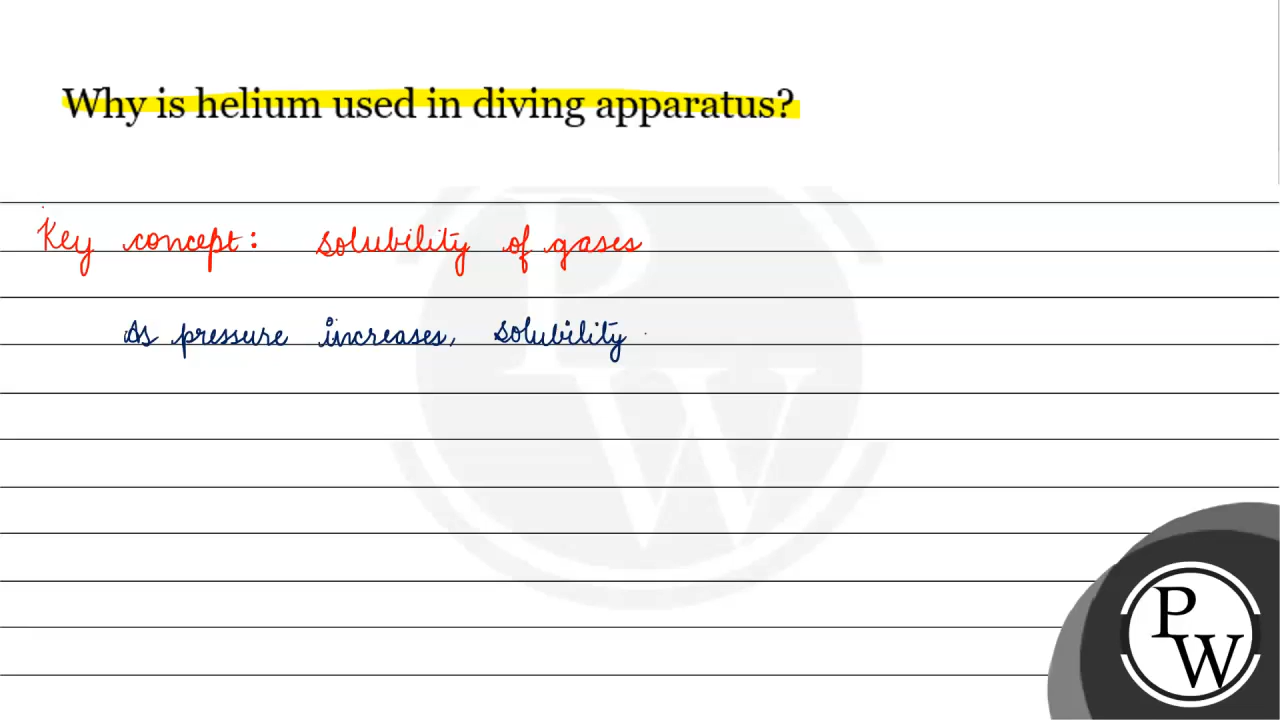 Why is helium used in diving apparatus?
Key concept: solubility of gases
As pressure increases, solubility
P
W
P
W